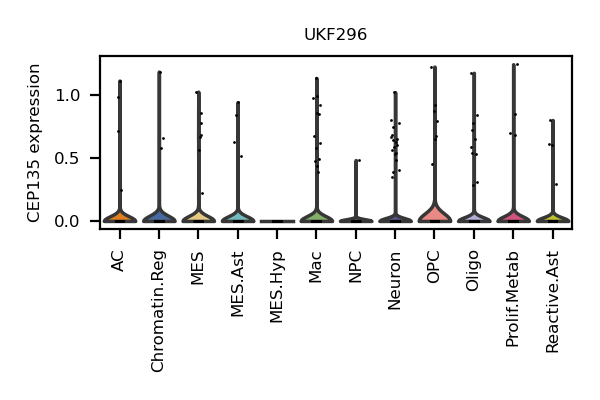 UKF296
CEP135 expression
1.0
0.5
0.0
AC
Chromatin.Reg
MES
MES.Ast
MES.Hyp
Mac
NPC
Neuron
OPC
Oligo
Prolif.Metab
Reactive.Ast